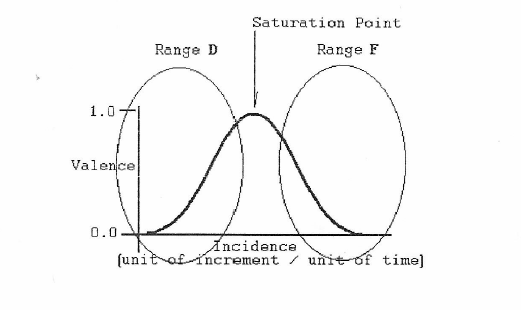 Saturation Point
Range D
Range F
1.0
Valence
0.0
Incidence
[unit of increment / unit of time]